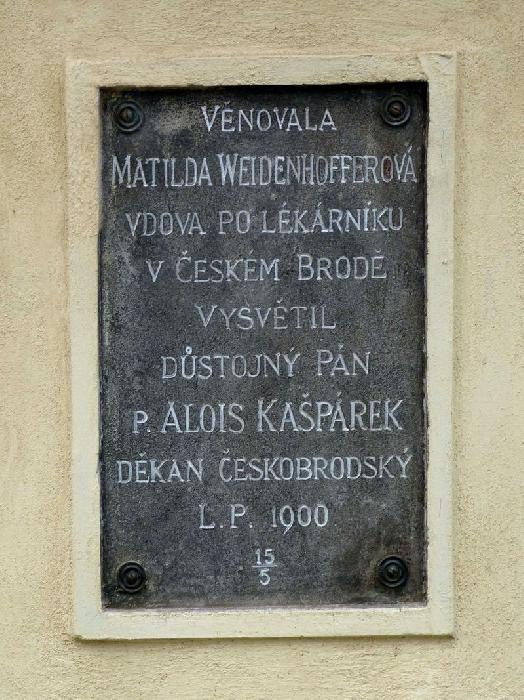 VĚNOVALA
MATILDA WEIDENHOFFEROVÁ
VDOVA PO LÉKÁRNÍKU
V ČESKÉM BRODĚ
VYSVĚTIL
DŮSTOJNÝ PÁN
P. ALOIS KAŠPÁREK
DĚKAN ČESKOBRODSKÝ
L.P. 1900
15
5